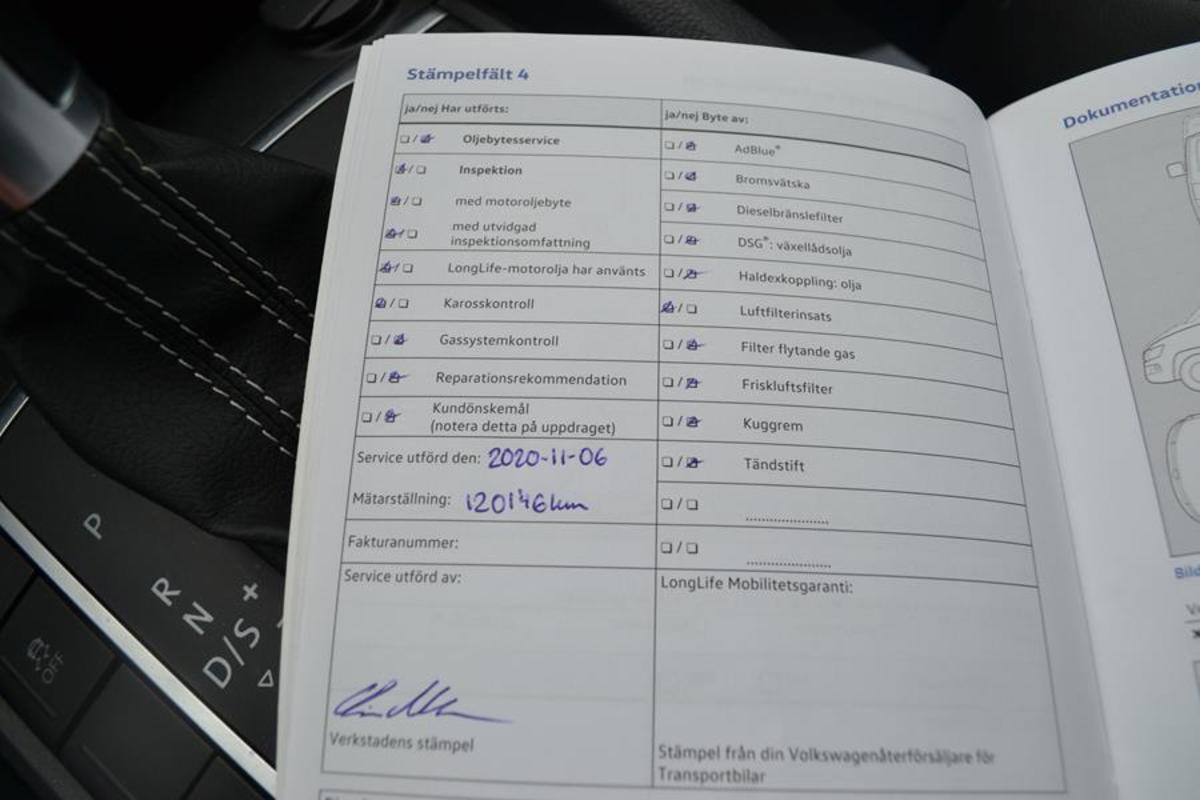 Stämpelfält 4
ja/nej Har utförts:
Oljebytesservice
Inspektion
med motoroljebyte
med utvidgad
inspektionsomfattning
LongLife-motorolja har använts
Karosskontroll
Gassystemkontroll
Reparationsrekommendation
Kundönskemål
(notera detta på uppdraget)
Service utförd den: 2020-11-06
Mätarställning: 120146km
Fakturanummer:
Service utförd av:
Verkstadens stämpel
ja/nej Byte av:
AdBlue®
Bromsvätska
Dieselbränslefilter
DSG®: växellådsolja
Haldexkoppling: olja
Luftfilterinsats
Filter flytande gas
Friskluftsfilter
Kuggrem
Tändstift
LongLife Mobilitetsgaranti:
Stämpel från din Volkswagenåterförsäljare för
Transportbilar
Dokumentation
Bild
P
R
N
D/S
+
OFF